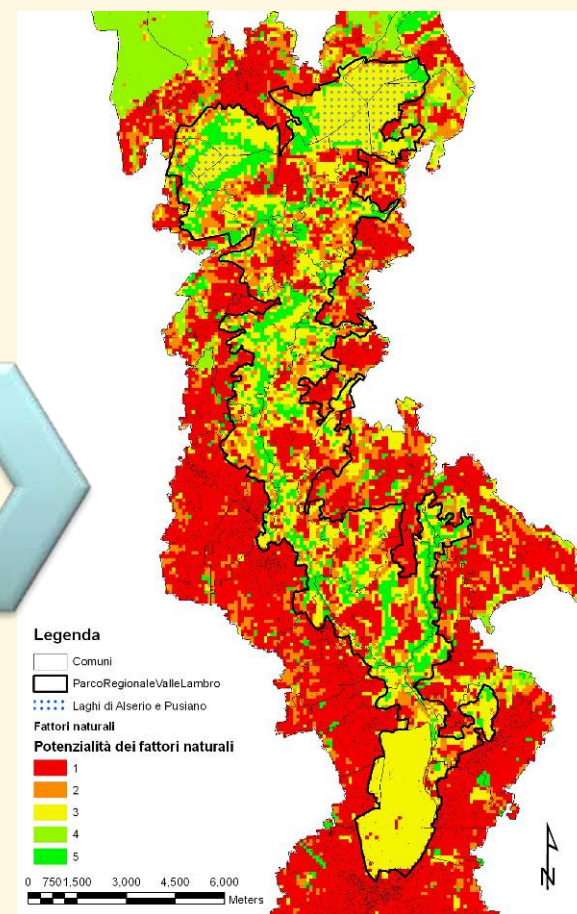 Legenda
Comuni
ParcoRegionaleValleLambro
Laghi di Alserio e Pusiano
Fattori naturali
Potenzialità dei fattori naturali
1
2
3
4
5
0 750 1.500 3.000 4.500 6.000
Meters
N